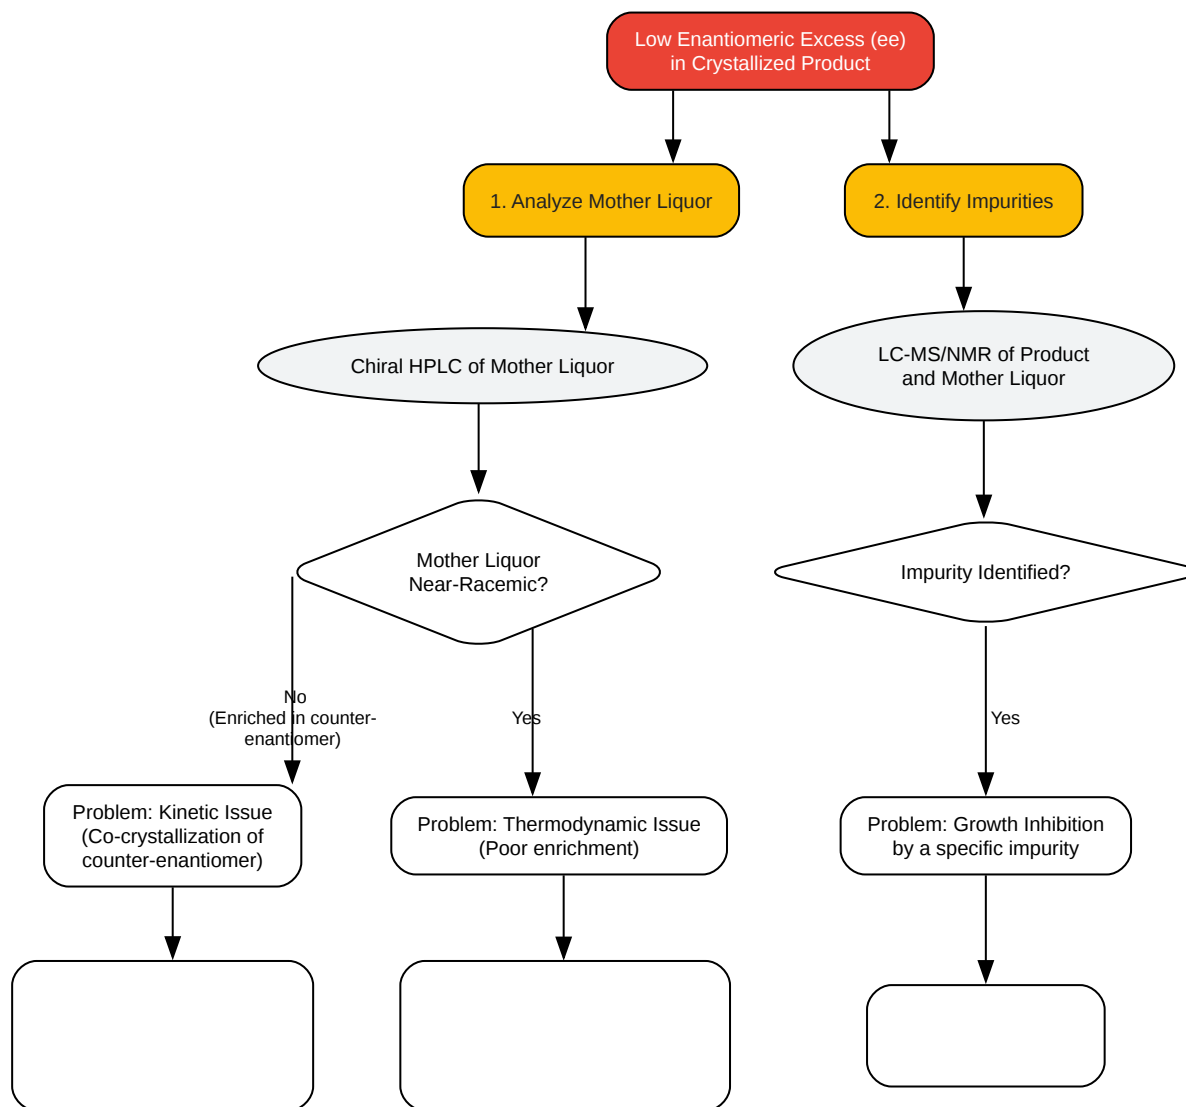 Low Enantiomeric Excess (ee)
in Crystallized Product
1. Analyze Mother Liquor
2. Identify Impurities
Chiral HPLC of Mother Liquor
LC-MS/NMR of Product
and Mother Liquor
Mother Liquor
Near-Racemic?
Impurity Identified?
No
(Enriched in counter-
enantiomer)
Yes
Yes
Problem: Kinetic Issue
(Co-crystallization of
counter-enantiomer)
Problem: Thermodynamic Issue
(Poor enrichment)
Problem: Growth Inhibition
by a specific impurity